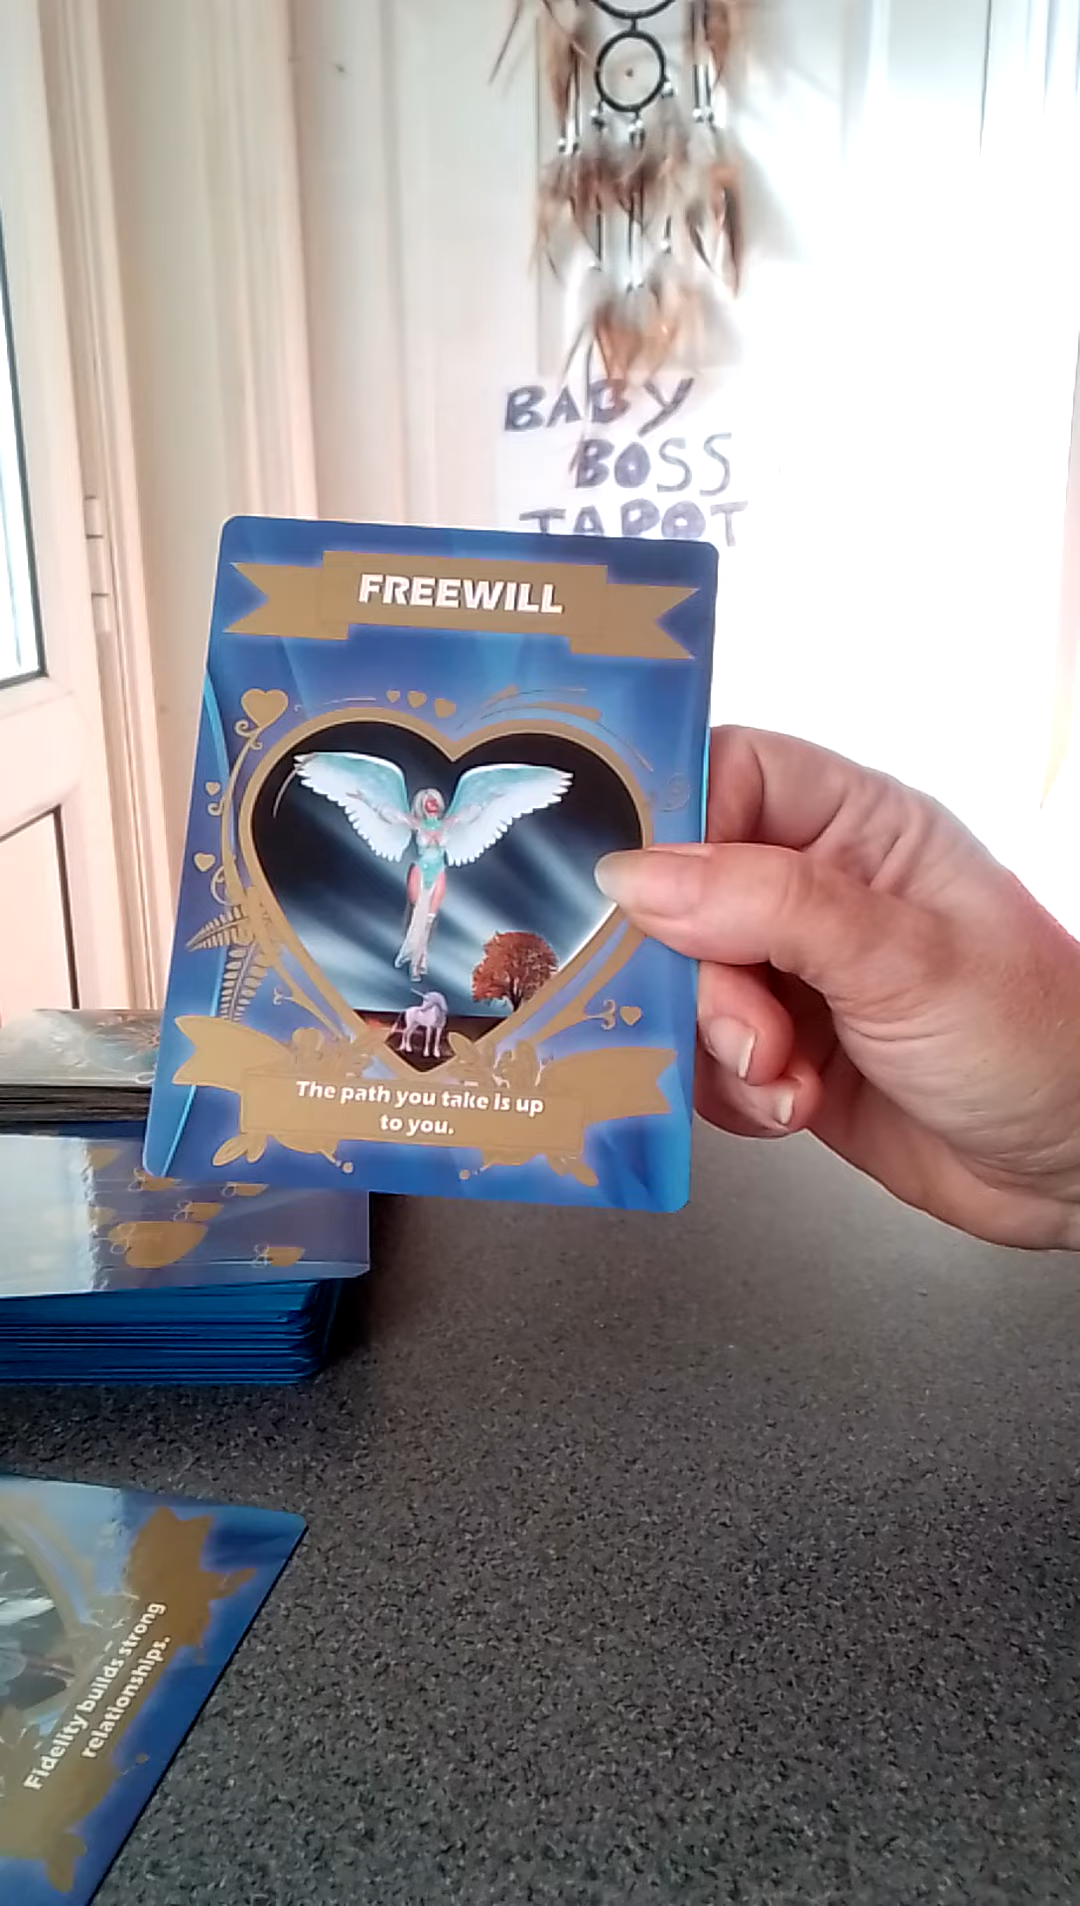 BABY
BOSS
TAROT
FREEWILL
The path you take is up
to you.
Fidelity builds strong
relationships.